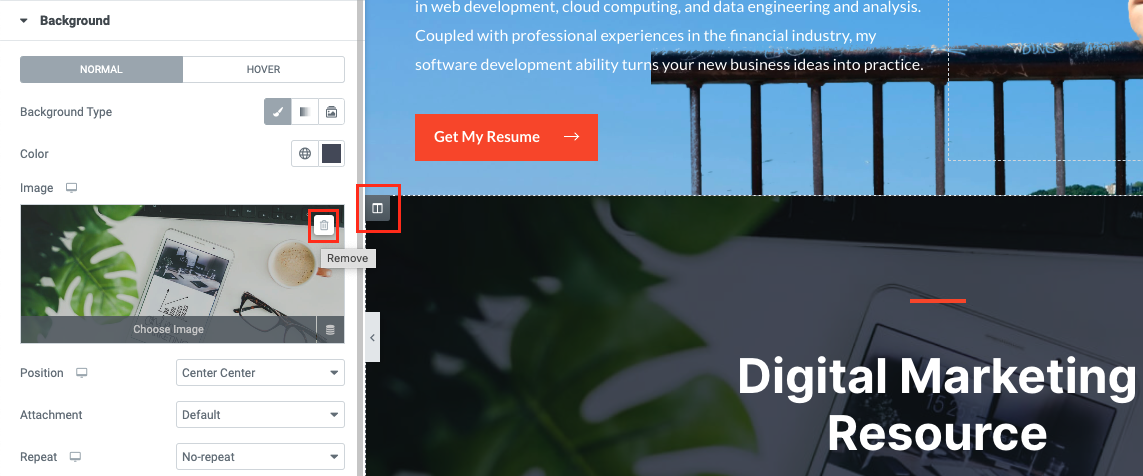 Background
NORMAL
HOVER
Background Type
Color
Image
Remove
Choose Image
Position
Center Center
Attachment
Default
Repeat
No-repeat
in web development, cloud computing, and data engineering and analysis.
Coupled with professional experiences in the financial industry, my
software development ability turns your new business ideas into practice.
Get My Resume
Digital Marketing
Resource